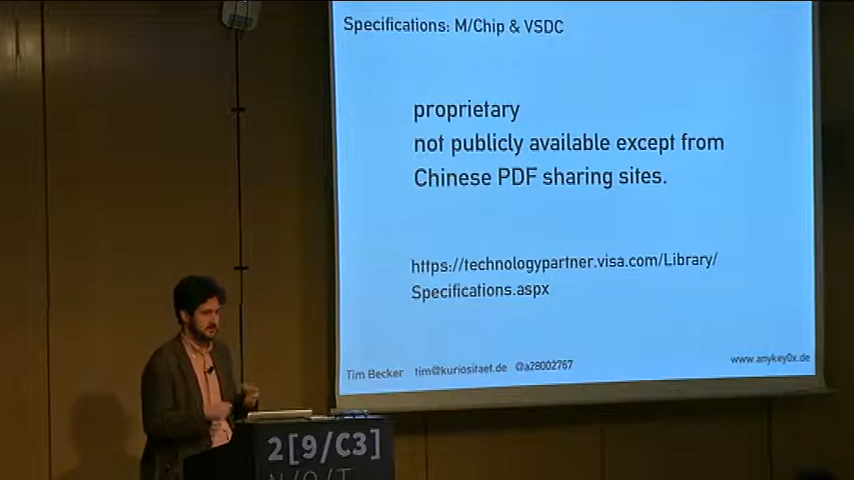 Specifications: M/Chip & VSDC
proprietary
not publicly available except from
Chinese PDF sharing sites.
https://technologypartner.visa.com/Library/
Specifications.aspx
Tim Becker tim@kuriositaet.de @a28002767
www.anykey0x.de
2[9/C3]
N/O/T